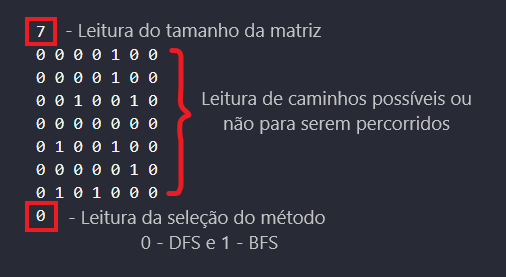 7 - Leitura do tamanho da matriz
0 0 0 0 1 0 0
0 0 0 0 1 0 0
0 0 1 0 0 1 0
0 0 0 0 0 0 0
0 1 0 0 1 0 0
0 0 0 0 0 1 0
0 1 0 1 0 0 0
Leitura de caminhos possíveis ou
não para serem percorridos
0 - Leitura da seleção do método
0 - DFS e 1 - BFS